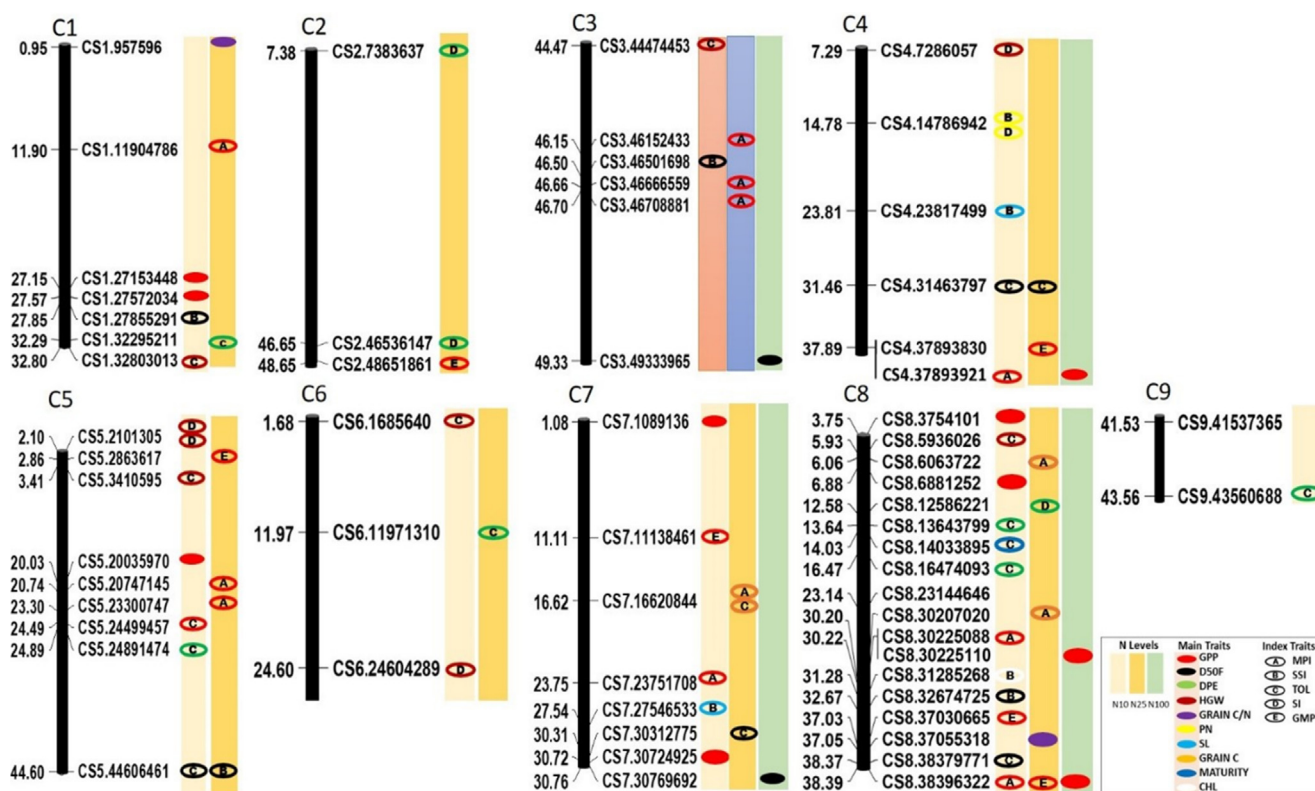 C1
0.95 CS1.957596
11.90 CS1.11904786 A
27.15 CS1.27153448
27.57 CS1.27572034
27.85 CS1.27855291 B
32.29 CS1.32295211 C
32.80 CS1.32803013 C
C2
7.38 CS2.7383637 D
46.65 CS2.46536147 D
48.65 CS2.48651861 E
C3
44.47 CS3.44474453 C
46.15 CS3.46152433 A
46.50 CS3.46501698 B
46.66 CS3.46666559 A
46.70 CS3.46708881 A
49.33 CS3.49333965
C4
7.29 CS4.7286057 D
B
14.78 CS4.14786942
D
23.81 CS4.23817499 B
31.46 CS4.31463797 C C
37.89 CS4.37893830 E
CS4.37893921 A
C5
D
2.10 CS5.2101305 D
2.86 CS5.2863617 E
3.41 CS5.3410595 C
20.03 CS5.20035970
20.74 CS5.20747145 A
23.30 CS5.23300747 A
24.49 CS5.24499457 C
24.89 CS5.24891474 C
44.60 CS5.44606461 C B
C6
1.68 CS6.1685640 C
11.97 CS6.11971310 C
24.60 CS6.24604289 D
C7
1.08 CS7.1089136
11.11 CS7.11138461 E
A
16.62 CS7.16620844 C
23.75 CS7.23751708 A
27.54 CS7.27546533 B
30.31 CS7.30312775 C
30.72 CS7.30724925
30.76 CS7.30769692
C8
3.75 CS8.3754101
5.93 CS8.5936026 C
6.06 CS8.6063722 A
6.88 CS8.6881252
12.58 CS8.12586221 D
13.64 CS8.13643799 C
14.03 CS8.14033895 C
16.47 CS8.16474093 C
23.14 CS8.23144646
30.20 CS8.30207020 A
30.22 CS8.30225088 A
CS8.30225110
31.28 CS8.31285268 B
32.67 CS8.32674725 B
37.03 CS8.37030665 E
37.05 CS8.37055318
38.37 CS8.38379771 C
38.39 CS8.38396322 A E
C9
41.53 CS9.41537365
43.56 CS9.43560688 C
N Levels
N10 N25 N100
Main Traits
GPP
D50F
DPE
HGW
GRAIN C/N
PN
SL
GRAIN C
MATURITY
CHL
Index Traits
A MPI
B SSI
C TOL
D SI
E GMP